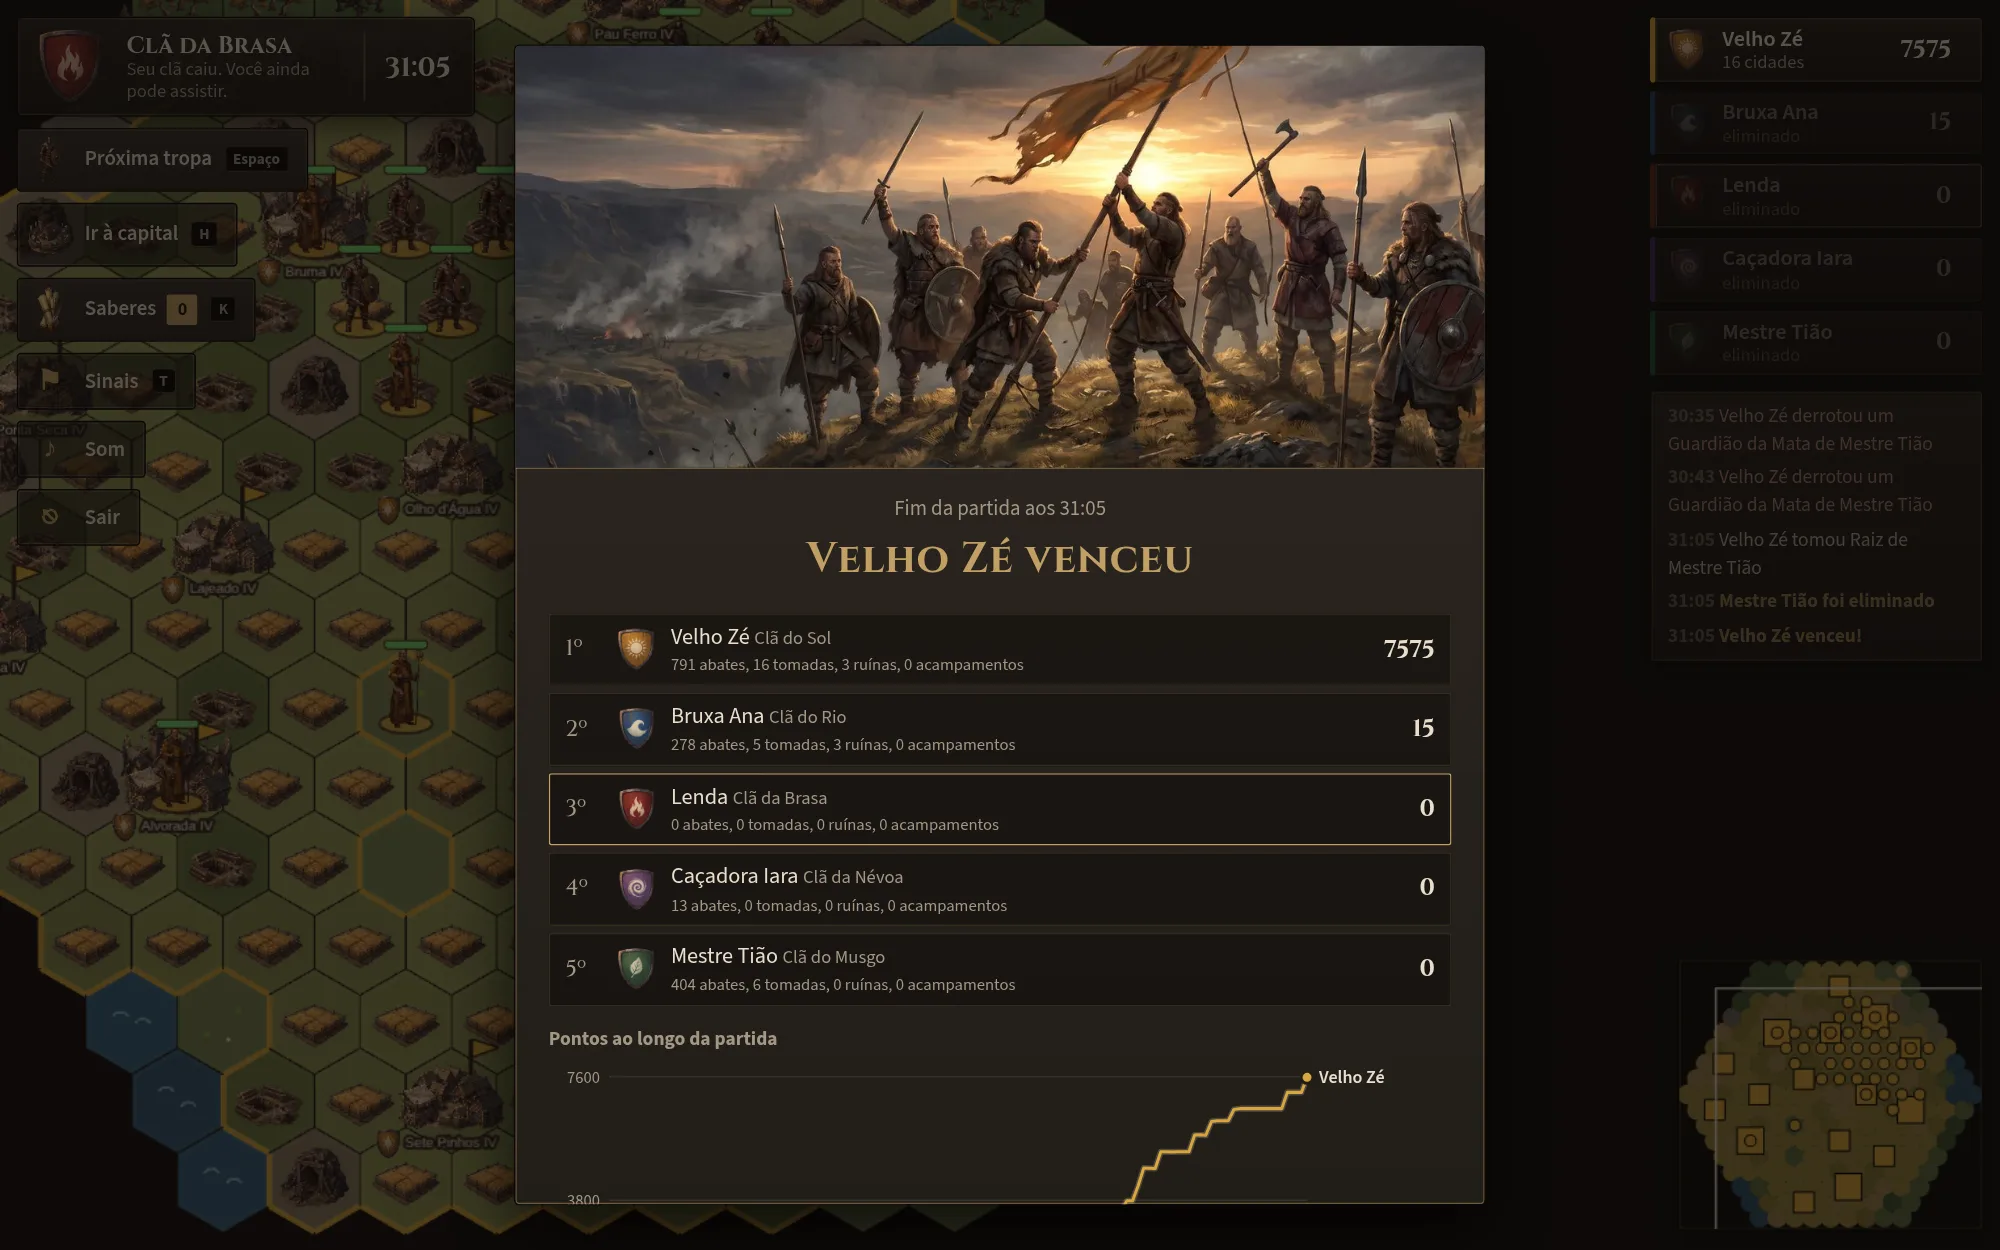 Pau Ferro IV
Clã da Brasa
Seu clã caiu. Você ainda
pode assistir.
31:05
Próxima tropa Espaço
Ir à capital H
Saberes 0 K
Sinais T
Som
Sair
Bruma IV
Ponta Seca IV
Olho d'Água IV
Lajeado IV
a IV
Alvorada IV
Sete Pinhos IV
Fim da partida aos 31:05
Velho Zé venceu
1º Velho Zé Clã do Sol 7575
791 abates, 16 tomadas, 3 ruínas, 0 acampamentos
2º Bruxa Ana Clã do Rio 15
278 abates, 5 tomadas, 3 ruínas, 0 acampamentos
3º Lenda Clã da Brasa 0
0 abates, 0 tomadas, 0 ruínas, 0 acampamentos
4º Caçadora Iara Clã da Névoa 0
13 abates, 0 tomadas, 0 ruínas, 0 acampamentos
5º Mestre Tião Clã do Musgo 0
404 abates, 6 tomadas, 0 ruínas, 0 acampamentos
Pontos ao longo da partida
7600
Velho Zé
3800
Velho Zé 7575
16 cidades
Bruxa Ana 15
eliminado
Lenda 0
eliminado
Caçadora Iara 0
eliminado
Mestre Tião 0
eliminado
30:35 Velho Zé derrotou um
Guardião da Mata de Mestre Tião
30:43 Velho Zé derrotou um
Guardião da Mata de Mestre Tião
31:05 Velho Zé tomou Raiz de
Mestre Tião
31:05 Mestre Tião foi eliminado
31:05 Velho Zé venceu!